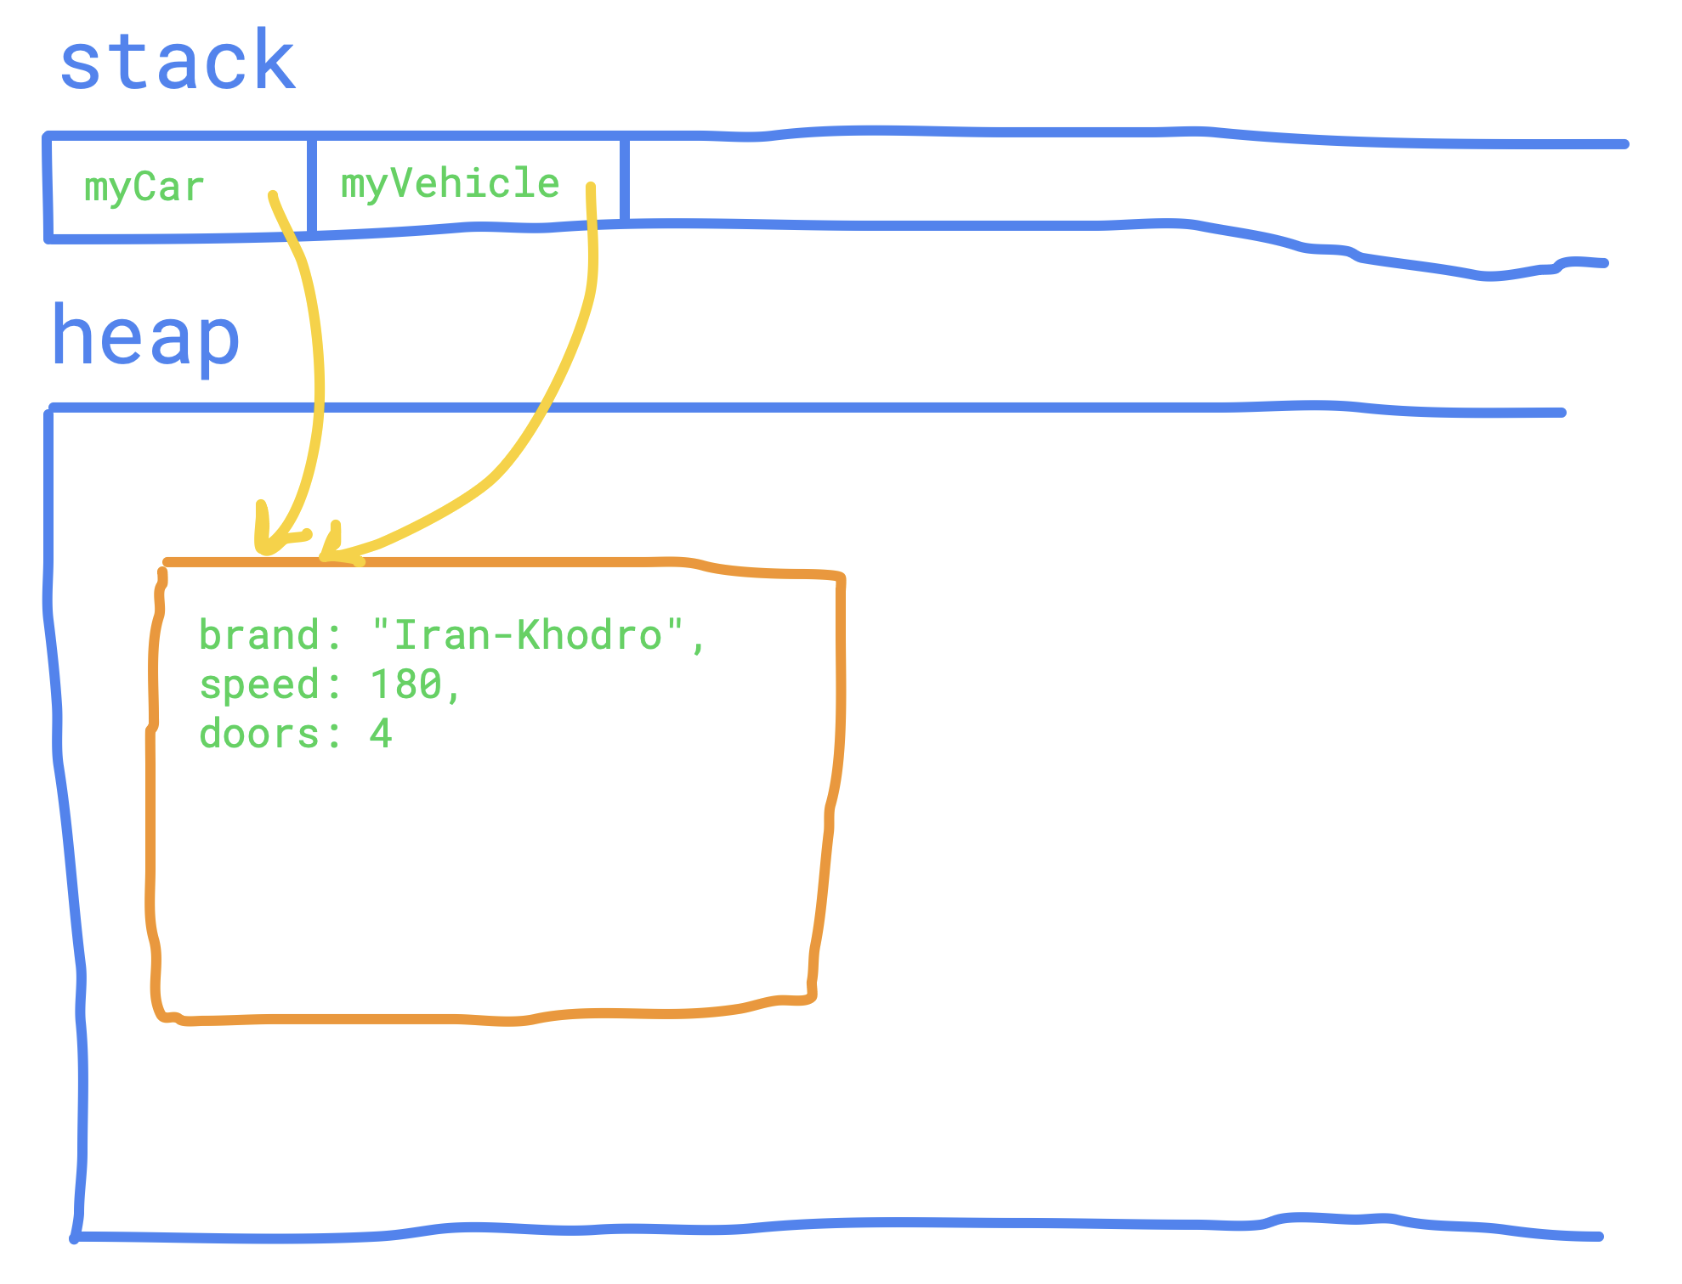 stack
myCar
myVehicle
heap
brand: "Iran-Khodro",
speed: 180,
doors: 4